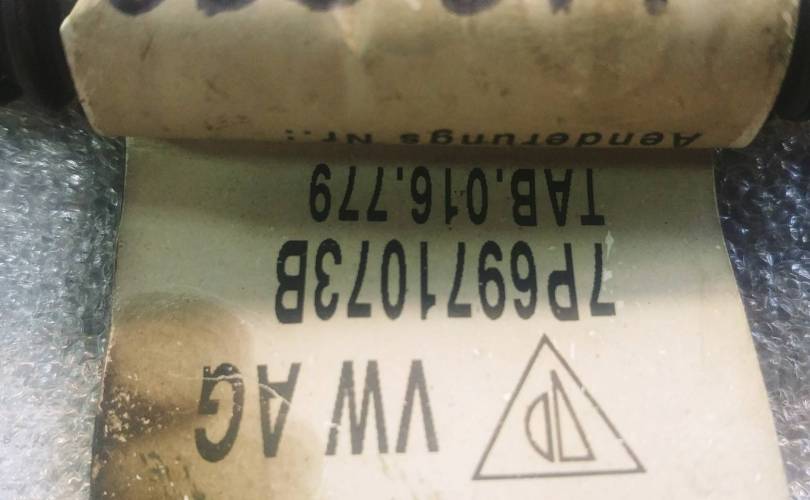 VW AG
7P6971073B
TAB.016.779
Aenderungs Nr.: